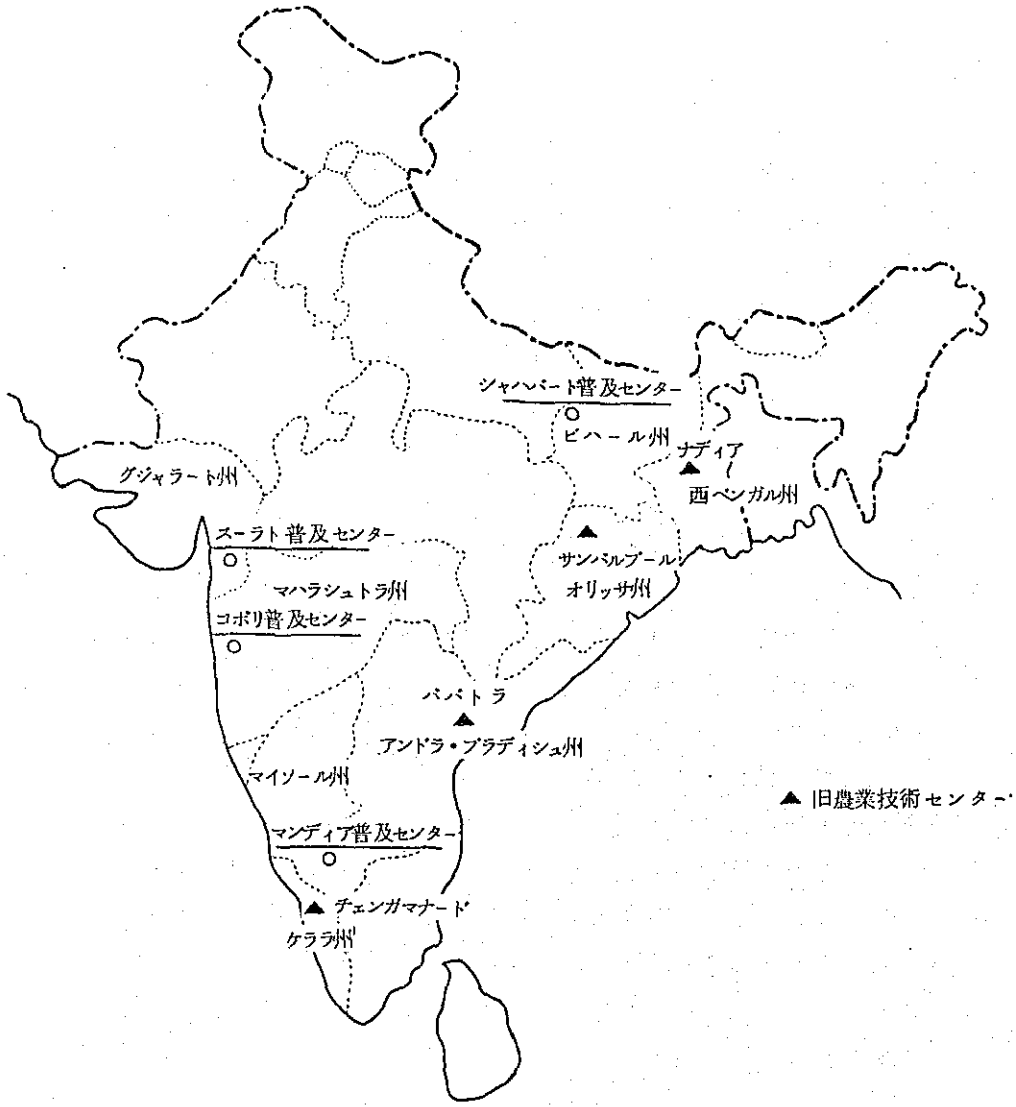 シャハバート普及センター
ビハール州
ナディア
グジャラート州
西ベンガル州
スーラト普及センター
サンバルプール
マハラシュトラ州
オリッサ州
コポリ普及センター
パパトラ
アンドラ・プラディシュ州
マイソール州
▲ 旧農業技術センター
マンディア普及センター
チェンガマナード
ケララ州